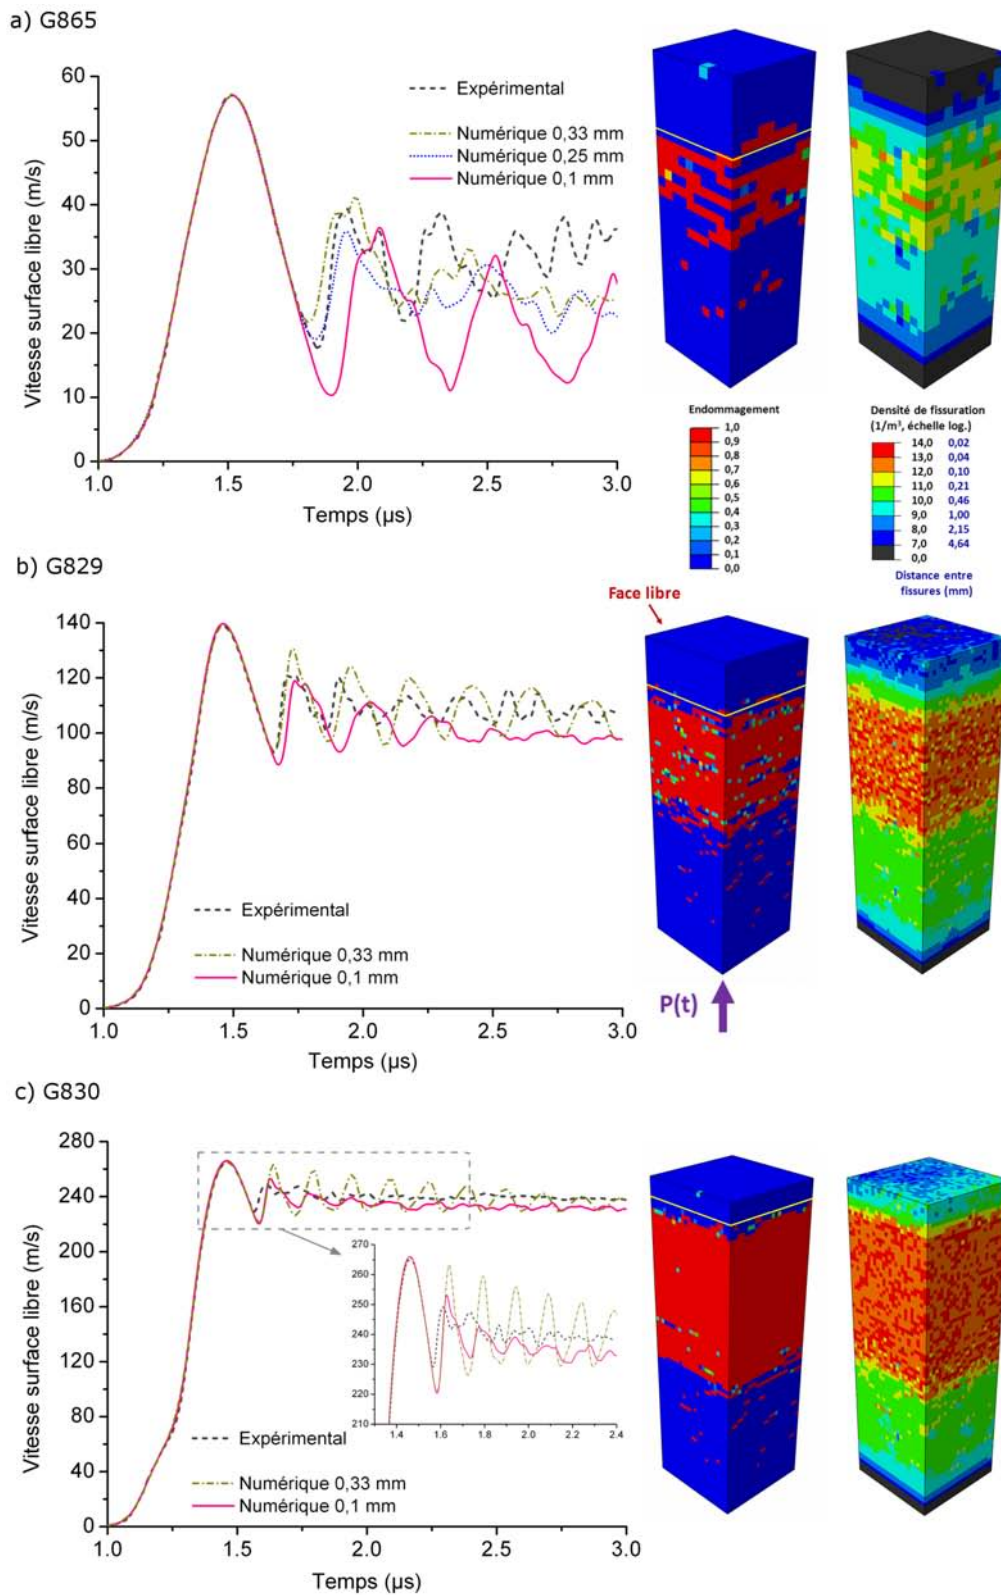 a) G865
60
50
40
30
20
10
0
Vitesse surface libre (m/s)
Expérimental
Numérique 0,33 mm
Numérique 0,25 mm
Numérique 0,1 mm
1.0 1.5 2.0 2.5 3.0
Temps (µs)
Endommagement
1,0
0,9
0,8
0,7
0,6
0,5
0,4
0,3
0,2
0,1
0,0
Densité de fissuration
(1/m³, échelle log.)
14,0 0,02
13,0 0,04
12,0 0,10
11,0 0,21
10,0 0,46
9,0 1,00
8,0 2,15
7,0 4,64
0,0
Distance entre
fissures (mm)
b) G829
140
120
100
80
60
40
20
0
Vitesse surface libre (m/s)
Expérimental
Numérique 0,33 mm
Numérique 0,1 mm
1.0 1.5 2.0 2.5 3.0
Temps (µs)
Face libre
P(t)
c) G830
280
240
200
160
120
80
40
0
Vitesse surface libre (m/s)
270
260
250
240
230
220
210
1.4 1.6 1.8 2.0 2.2 2.4
Expérimental
Numérique 0,33 mm
Numérique 0,1 mm
1.0 1.5 2.0 2.5 3.0
Temps (µs)